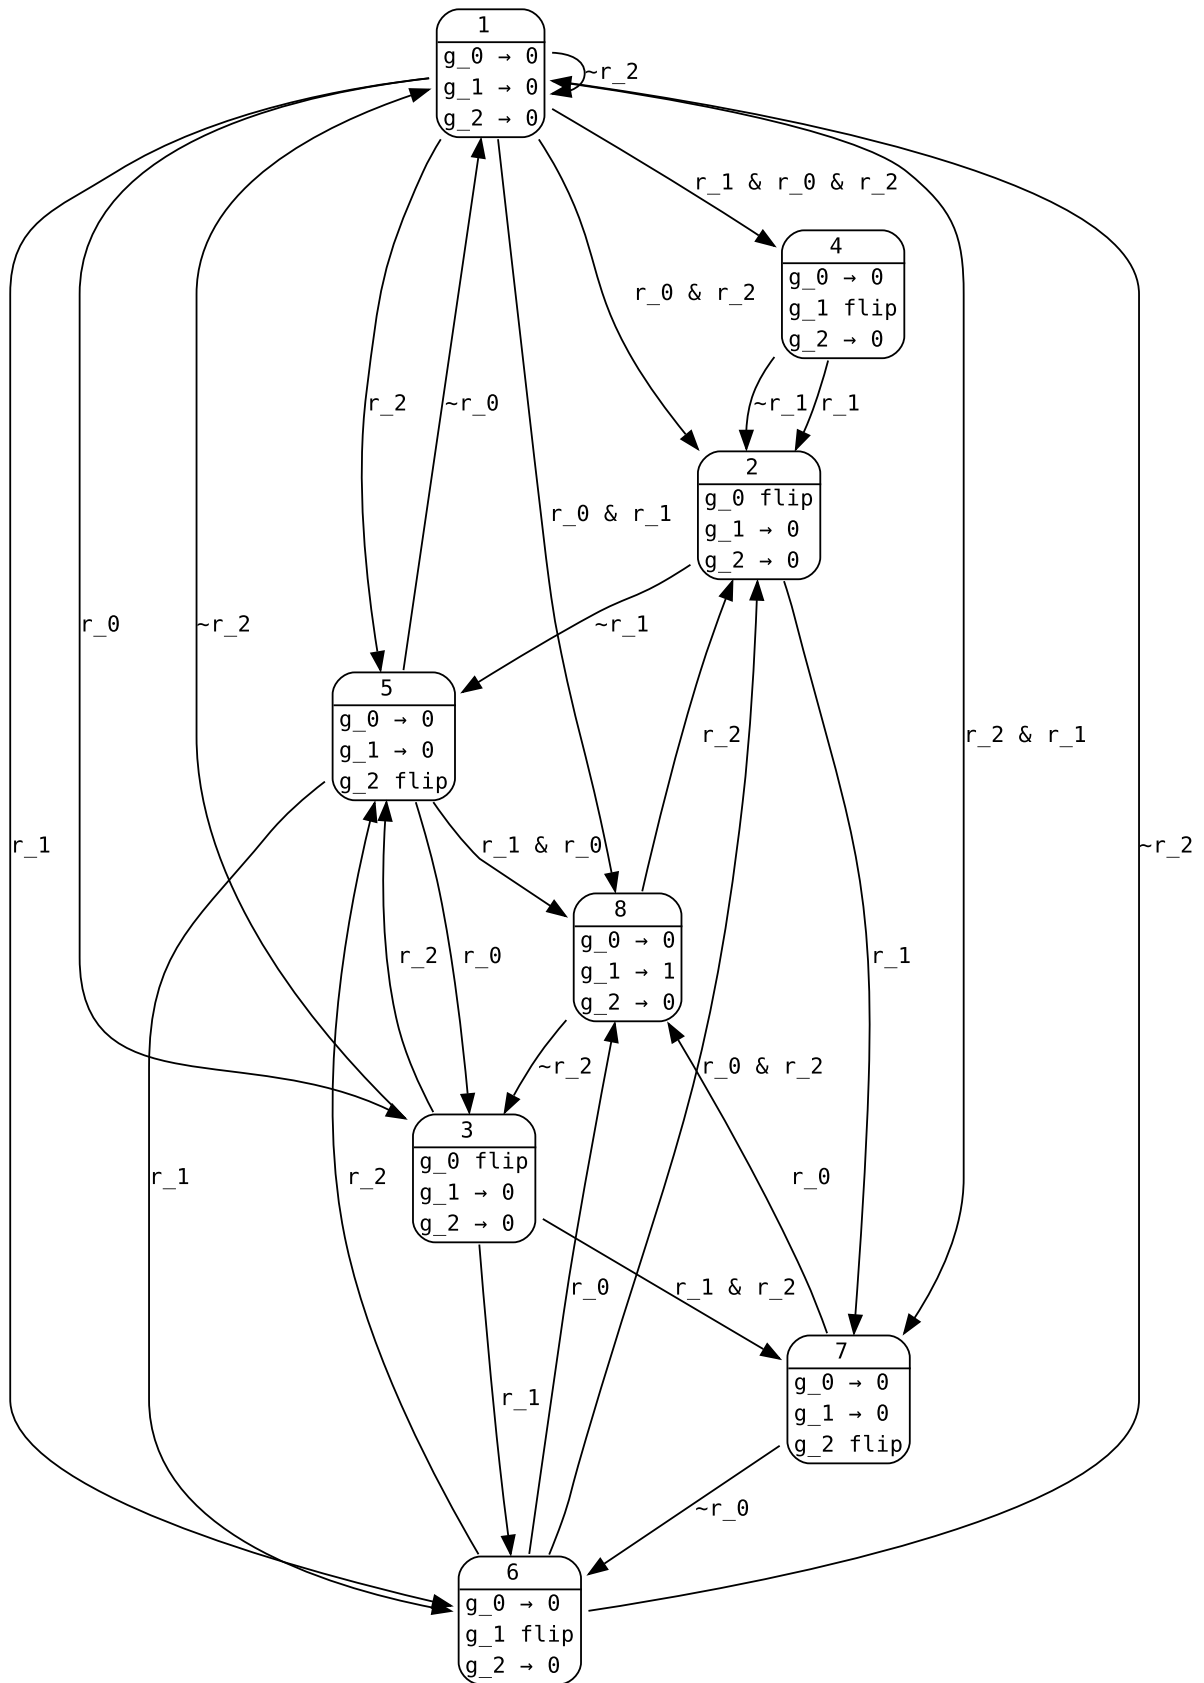 1
g_0 → 0
g_1 → 0
g_2 → 0
~r_2
r_1 & r_0 & r_2
4
g_0 → 0
g_1 flip
g_2 → 0
r_0 & r_2
r_2
~r_0
~r_1
r_1
2
g_0 flip
g_1 → 0
g_2 → 0
r_0 & r_1
r_0
~r_2
~r_1
5
g_0 → 0
g_1 → 0
g_2 flip
r_2
r_2 & r_1
r_1
r_1 & r_0
~r_2
8
g_0 → 0
g_1 → 1
g_2 → 0
r_2
r_0
r_1
~r_2
r_0 & r_2
3
g_0 flip
g_1 → 0
g_2 → 0
r_1
r_2
r_0
r_0
r_1 & r_2
7
g_0 → 0
g_1 → 0
g_2 flip
r_1
~r_0
6
g_0 → 0
g_1 flip
g_2 → 0